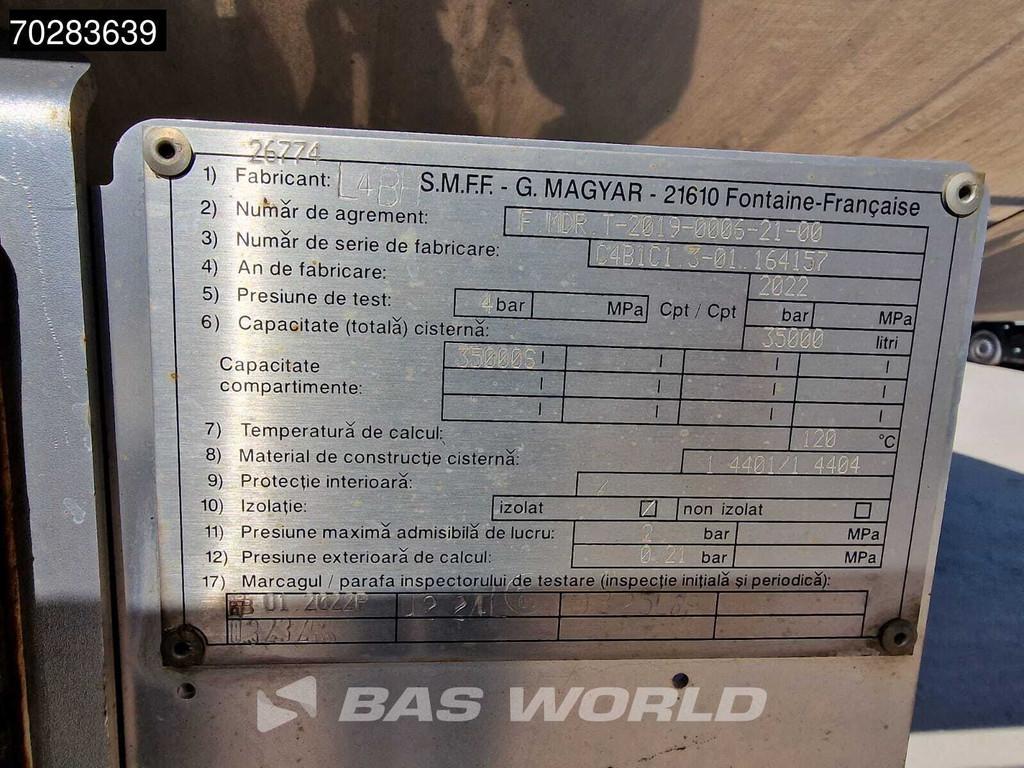 70283639
26774
1) Fabricant: L4BH S.M.F.F. - G. MAGYAR - 21610 Fontaine-Française
2) Număr de agrement: F MDR T-2019-0006-21-00
3) Număr de serie de fabricare: C4B1C1 3-01 164157
4) An de fabricare: 2022
5) Presiune de test: 4 bar MPa Cpt / Cpt bar MPa
6) Capacitate (totală) cisternă: 35000 litri
Capacitate compartimente: 35000S l l l l
l l l l
l l l l
7) Temperatură de calcul: 120 °C
8) Material de construcție cisternă: 1 4401/1 4404
9) Protecție interioară: /
10) Izolație: izolat non izolat
11) Presiune maximă admisibilă de lucru: 2 bar MPa
12) Presiune exterioară de calcul: 0.21 bar MPa
17) Marcagul / parafa inspectorului de testare (inspecție inițială și periodică):
01 2022P
BAS WORLD